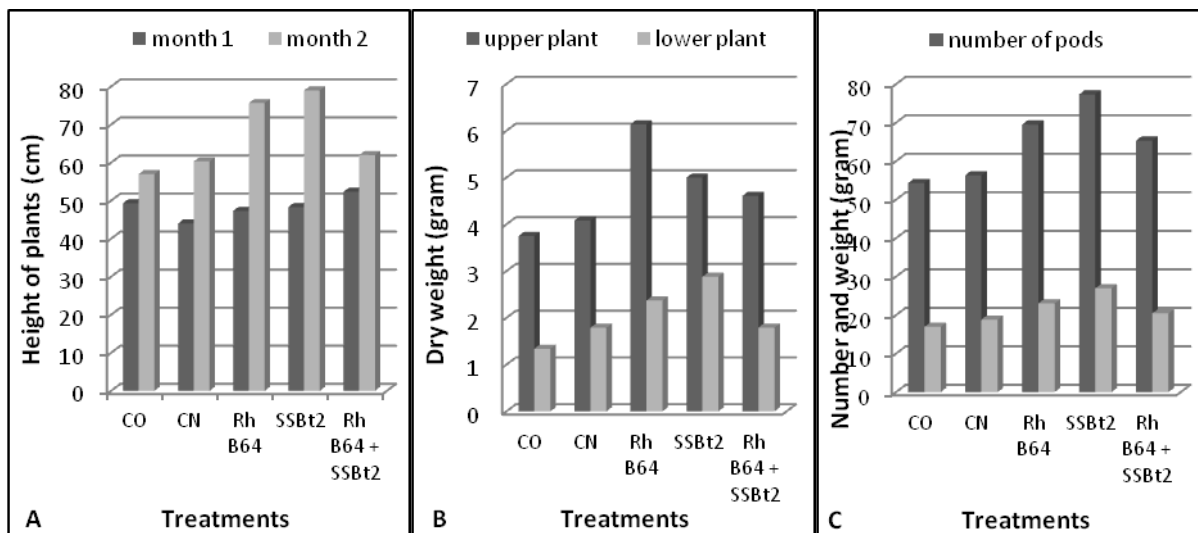 month 1 month 2
Height of plants (cm)
80
70
60
50
40
30
20
10
0
CO CN Rh B64 SSBt2 Rh B64 + SSBt2
A Treatments
upper plant lower plant
Dry weight (gram)
7
6
5
4
3
2
1
0
CO CN Rh B64 SSBt2 Rh B64 + SSBt2
B Treatments
number of pods
Number and weight (gram)
80
70
60
50
40
30
20
10
0
CO CN Rh B64 SSBt2 Rh B64 + SSBt2
C Treatments